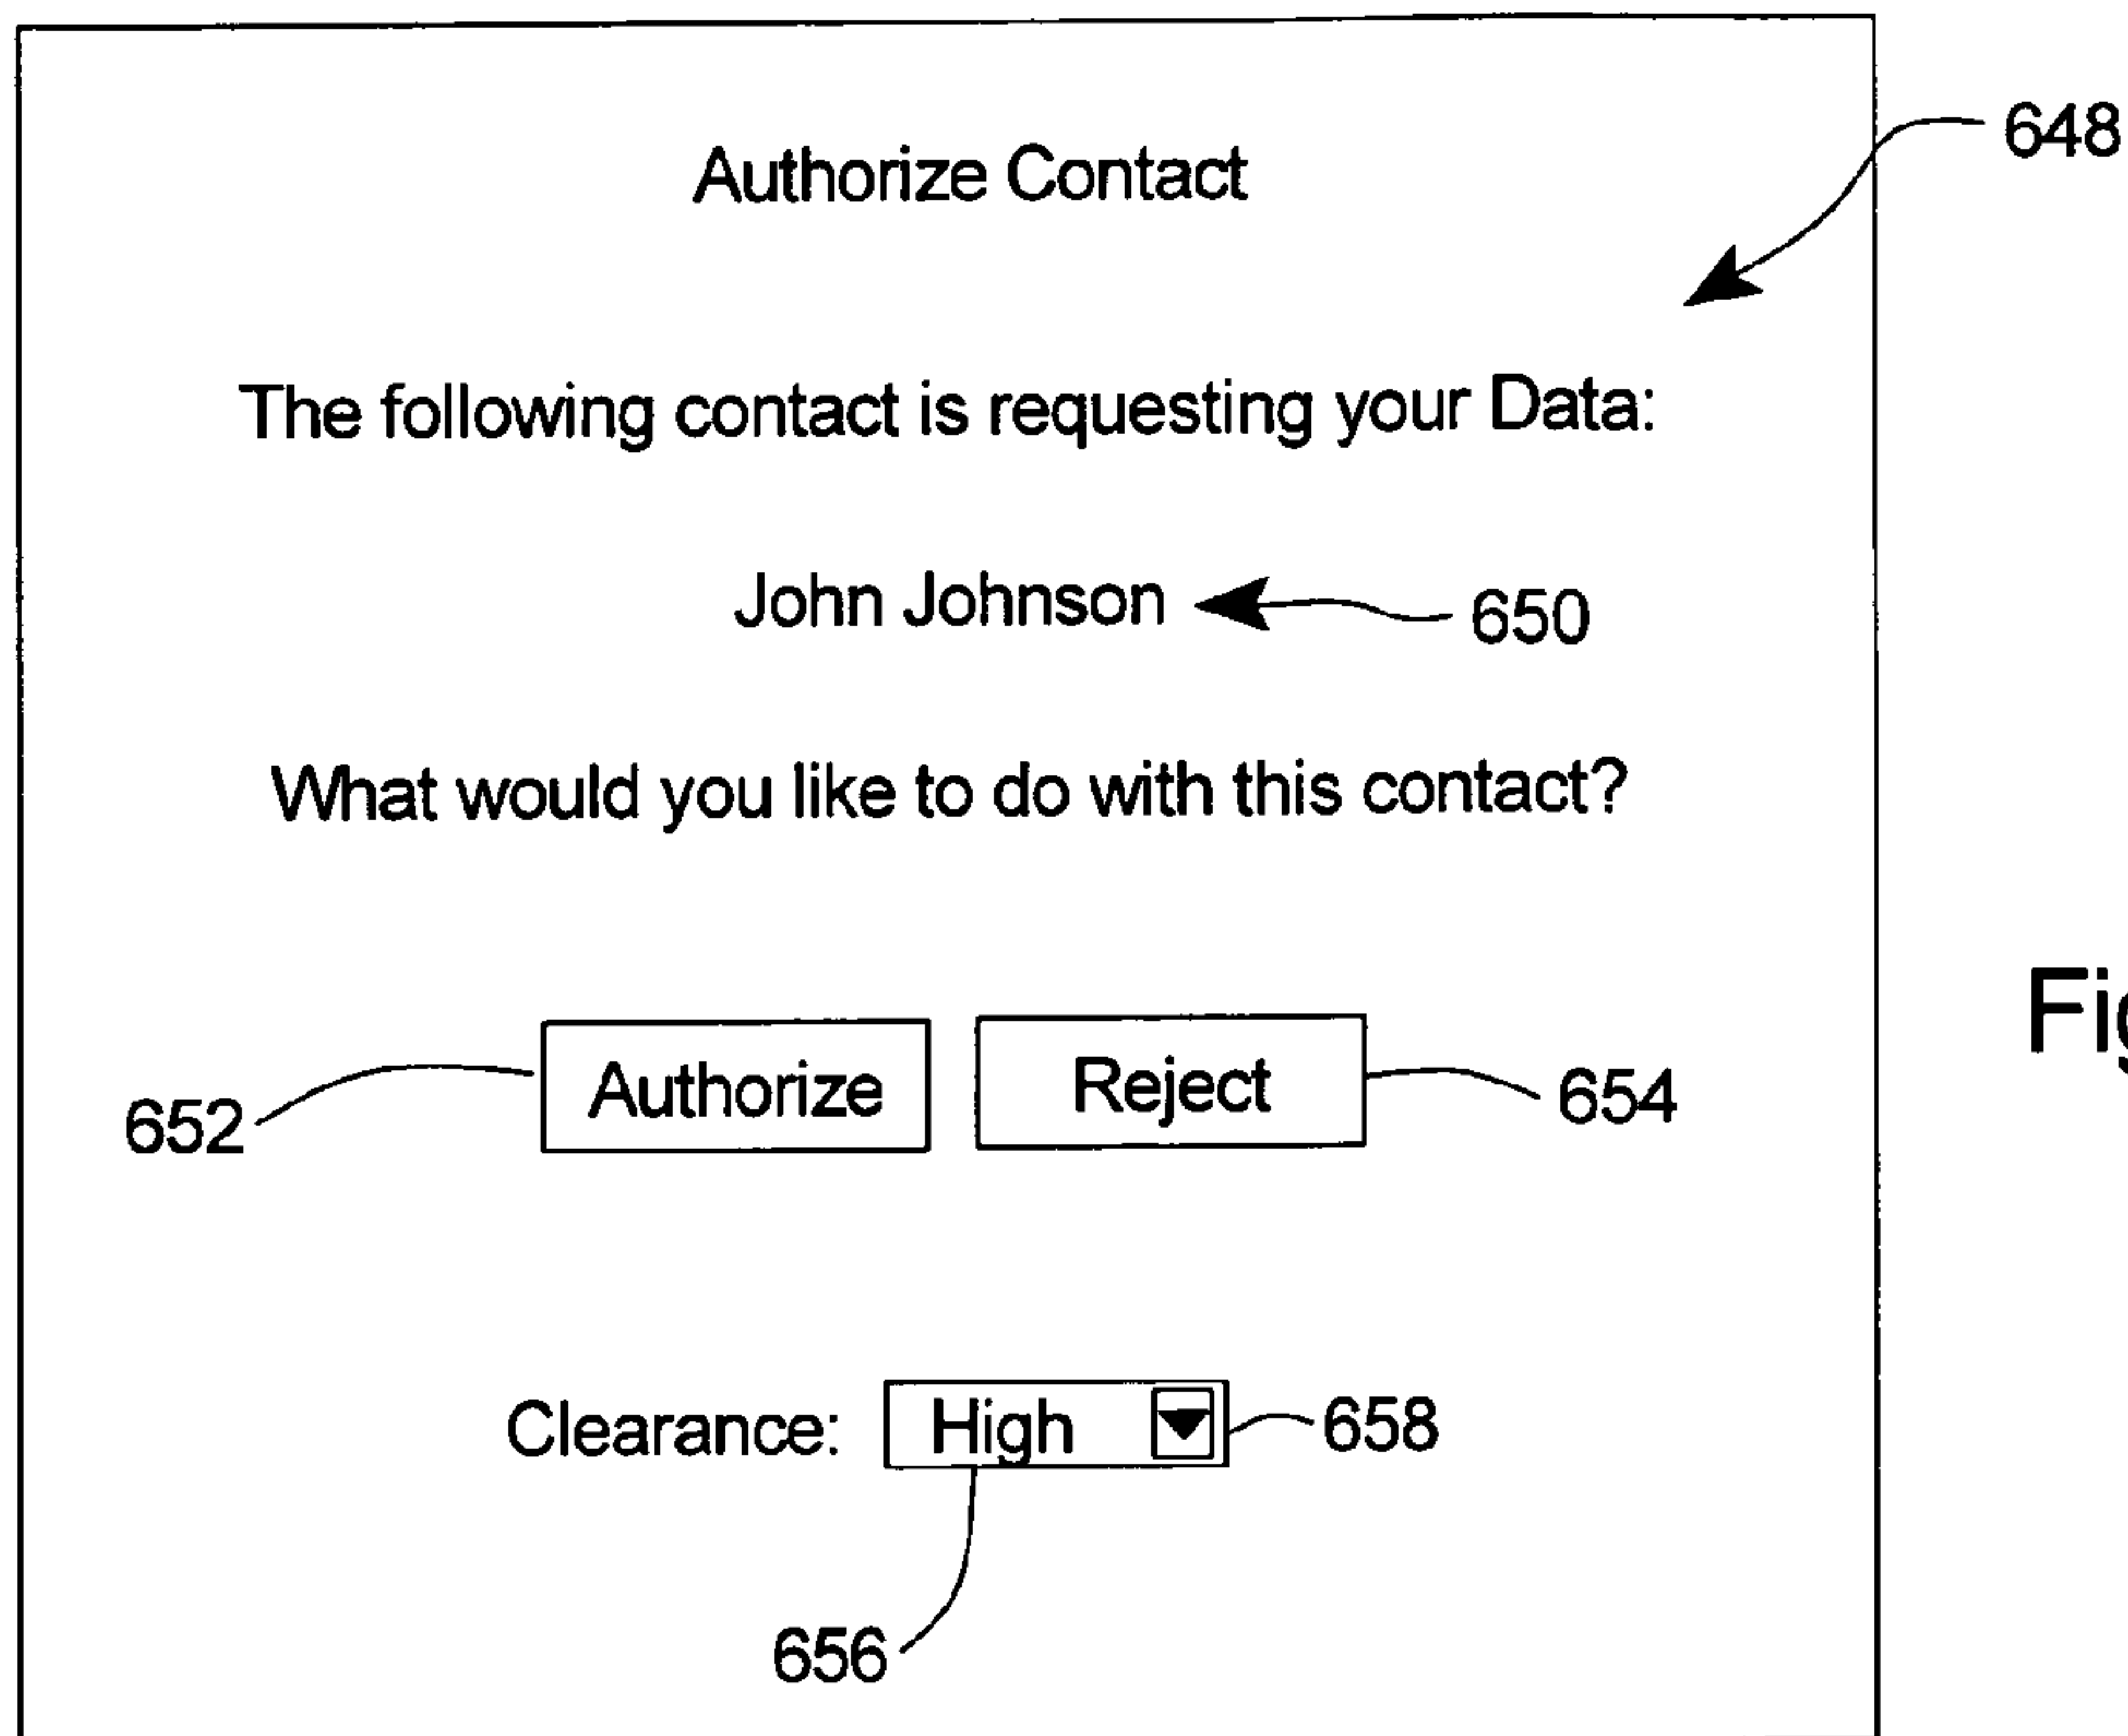 Authorize Contact
648
The following contact is requesting your Data:
John Johnson
650
What would you like to do with this contact?
652
Authorize
Reject
654
Clearance:
High
658
656